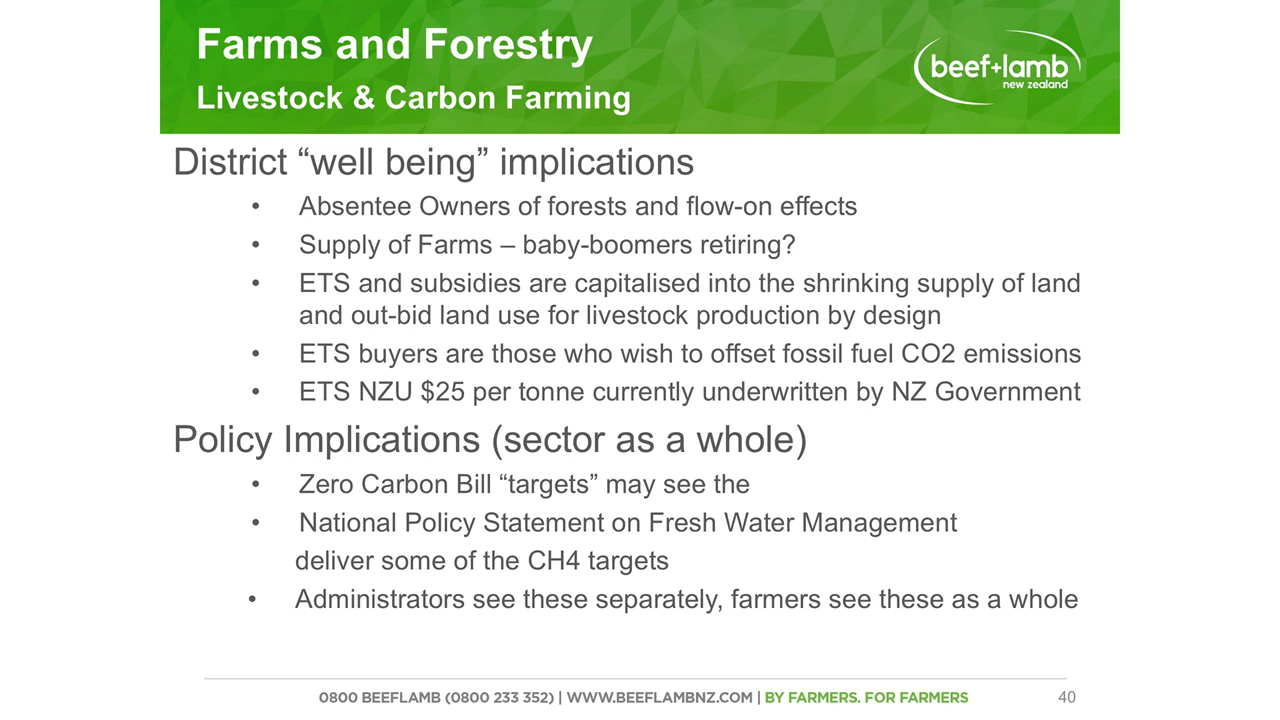 Farms and Forestry
Livestock & Carbon Farming
beef+lamb
new zealand
District “well being” implications
• Absentee Owners of forests and flow-on effects
• Supply of Farms – baby-boomers retiring?
• ETS and subsidies are capitalised into the shrinking supply of land
and out-bid land use for livestock production by design
• ETS buyers are those who wish to offset fossil fuel CO2 emissions
• ETS NZU $25 per tonne currently underwritten by NZ Government
Policy Implications (sector as a whole)
• Zero Carbon Bill “targets” may see the
• National Policy Statement on Fresh Water Management
deliver some of the CH4 targets
• Administrators see these separately, farmers see these as a whole
0800 BEEFLAMB (0800 233 352) | WWW.BEEFLAMBNZ.COM | BY FARMERS. FOR FARMERS 40